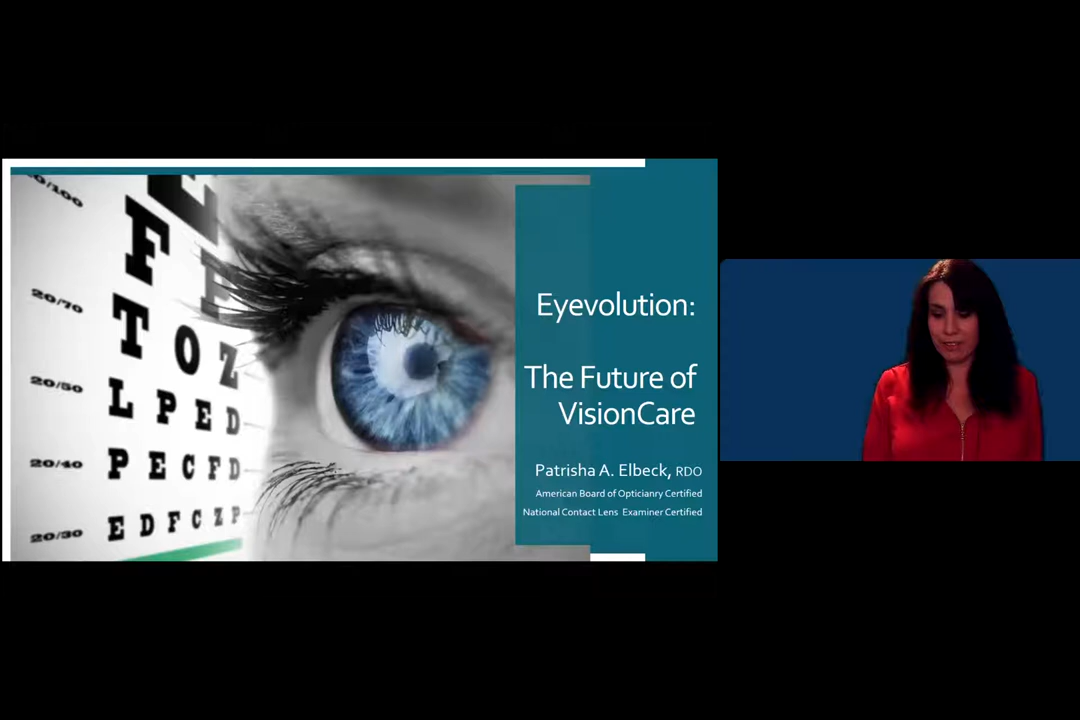 20/100
E
F
P
20/70
T O Z
20/50
L P E D
20/40
P E C F D
20/30
E D F C Z P
Eyevolution:
The Future of
VisionCare
Patrisha A. Elbeck, RDO
American Board of Opticianry Certified
National Contact Lens Examiner Certified